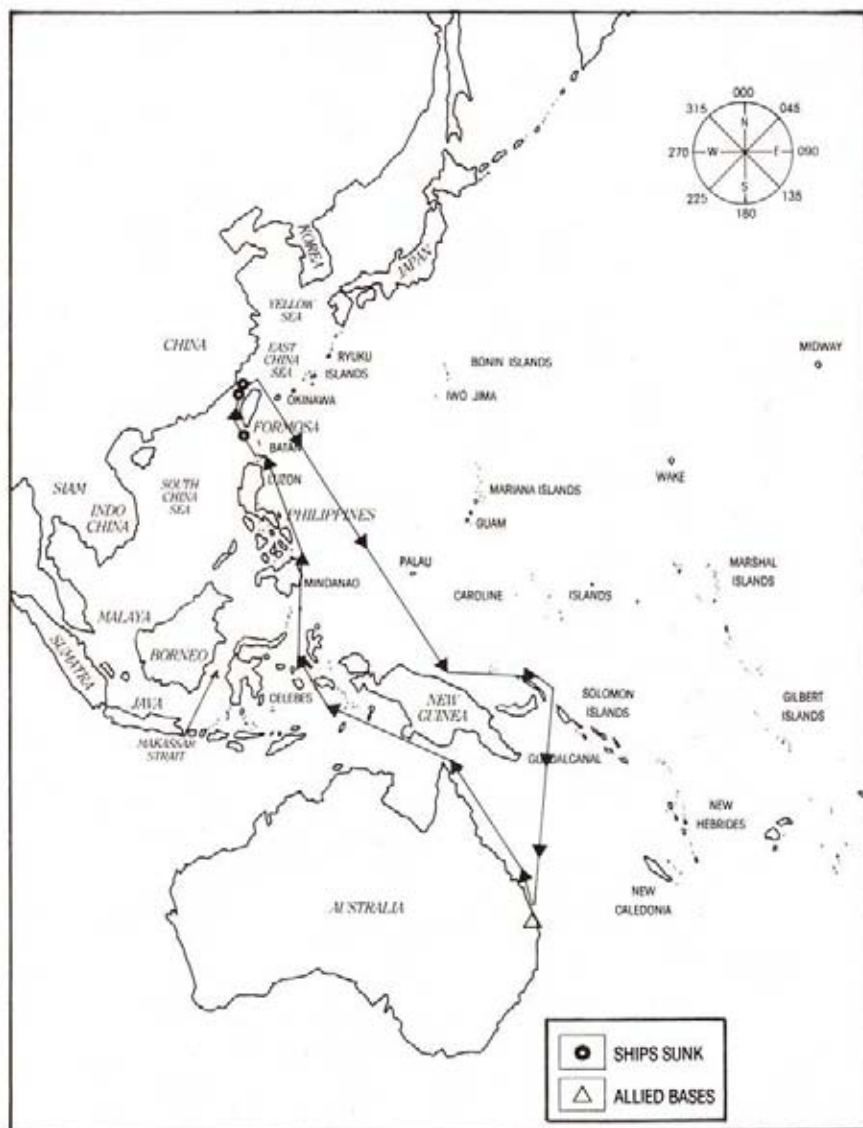 000
315
045
N
270
W
E
090
S
225
135
180
KOREA
JAPAN
YELLOW
SEA
CHINA
EAST
CHINA
SEA
RYUKU
ISLANDS
OKINAWA
BONIN ISLANDS
IWO JIMA
MIDWAY
FORMOSA
BATAN
LUZON
WAKE
SIAM
INDO
CHINA
SOUTH
CHINA
SEA
MARIANA ISLANDS
GUAM
PHILIPPINES
PALAU
MINDANAO
CAROLINE
ISLANDS
MARSHAL
ISLANDS
MALAYA
BORNEO
SUMATRA
CELEBES
NEW
GUINEA
SOLOMON
ISLANDS
GILBERT
ISLANDS
JAVA
MAKASSAR
STRAIT
GUADALCANAL
NEW
HEBRIDES
NEW
CALEDONIA
AUSTRALIA
SHIPS SUNK
ALLIED BASES